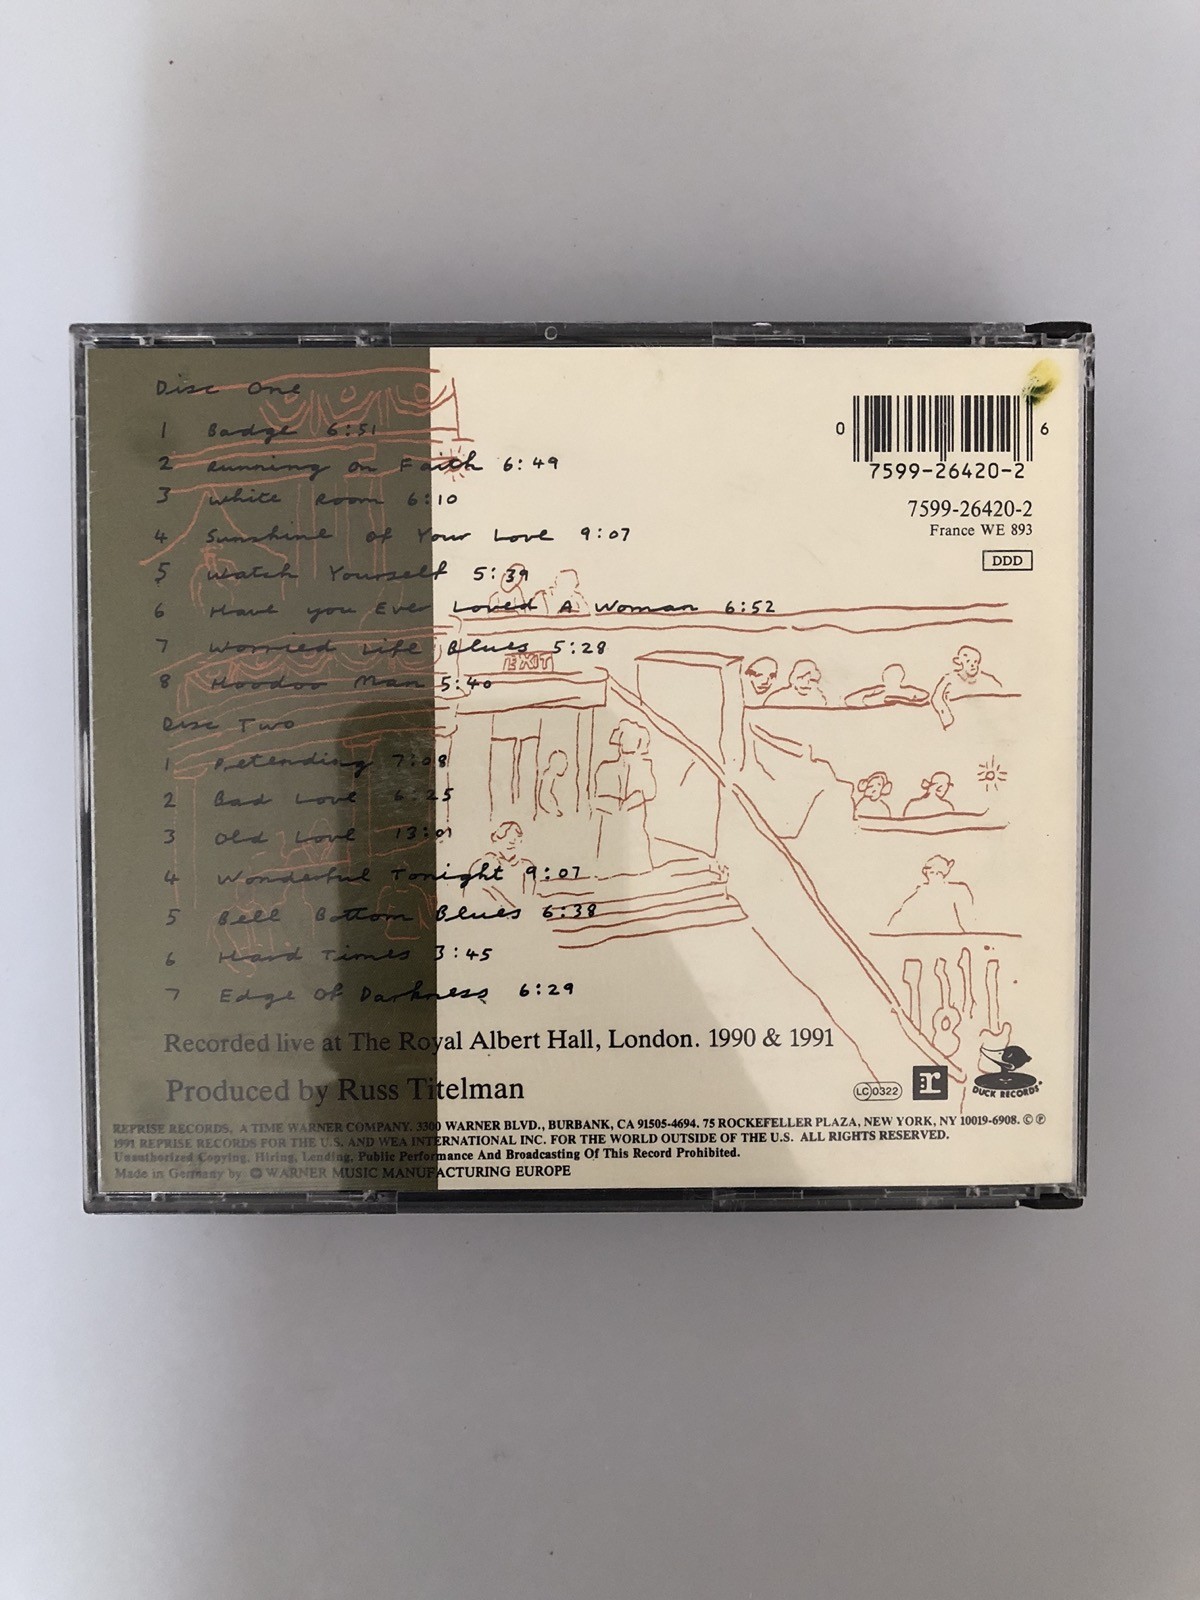 Disc One
1 Badge 6:51
2 Running On Faith 6:49
3 White Room 6:10
4 Sunshine Of Your Love 9:07
5 Watch Yourself 5:39
6 Have you Ever Loved A Woman 6:52
7 Worried Life Blues 5:28
8 Hoodoo Man 5:40
Disc Two
1 Pretending 7:08
2 Bad Love 6:25
3 Old Love 13:01
4 Wonderful Tonight 9:07
5 Bell Bottom Blues 6:38
6 Hard Times 3:45
7 Edge Of Darkness 6:29
EXIT
0 6
7599-26420-2
7599-26420-2
France WE 893
DDD
Recorded live at The Royal Albert Hall, London. 1990 & 1991
Produced by Russ Titelman
LC 0322
r
DUCK RECORDS
REPRISE RECORDS, A TIME WARNER COMPANY. 3300 WARNER BLVD., BURBANK, CA 91505-4694. 75 ROCKEFELLER PLAZA, NEW YORK, NY 10019-6908. © ℗
1991 REPRISE RECORDS FOR THE U.S. AND WEA INTERNATIONAL INC. FOR THE WORLD OUTSIDE OF THE U.S. ALL RIGHTS RESERVED.
Unauthorized Copying, Hiring, Lending, Public Performance And Broadcasting Of This Record Prohibited.
Made in Germany by WARNER MUSIC MANUFACTURING EUROPE